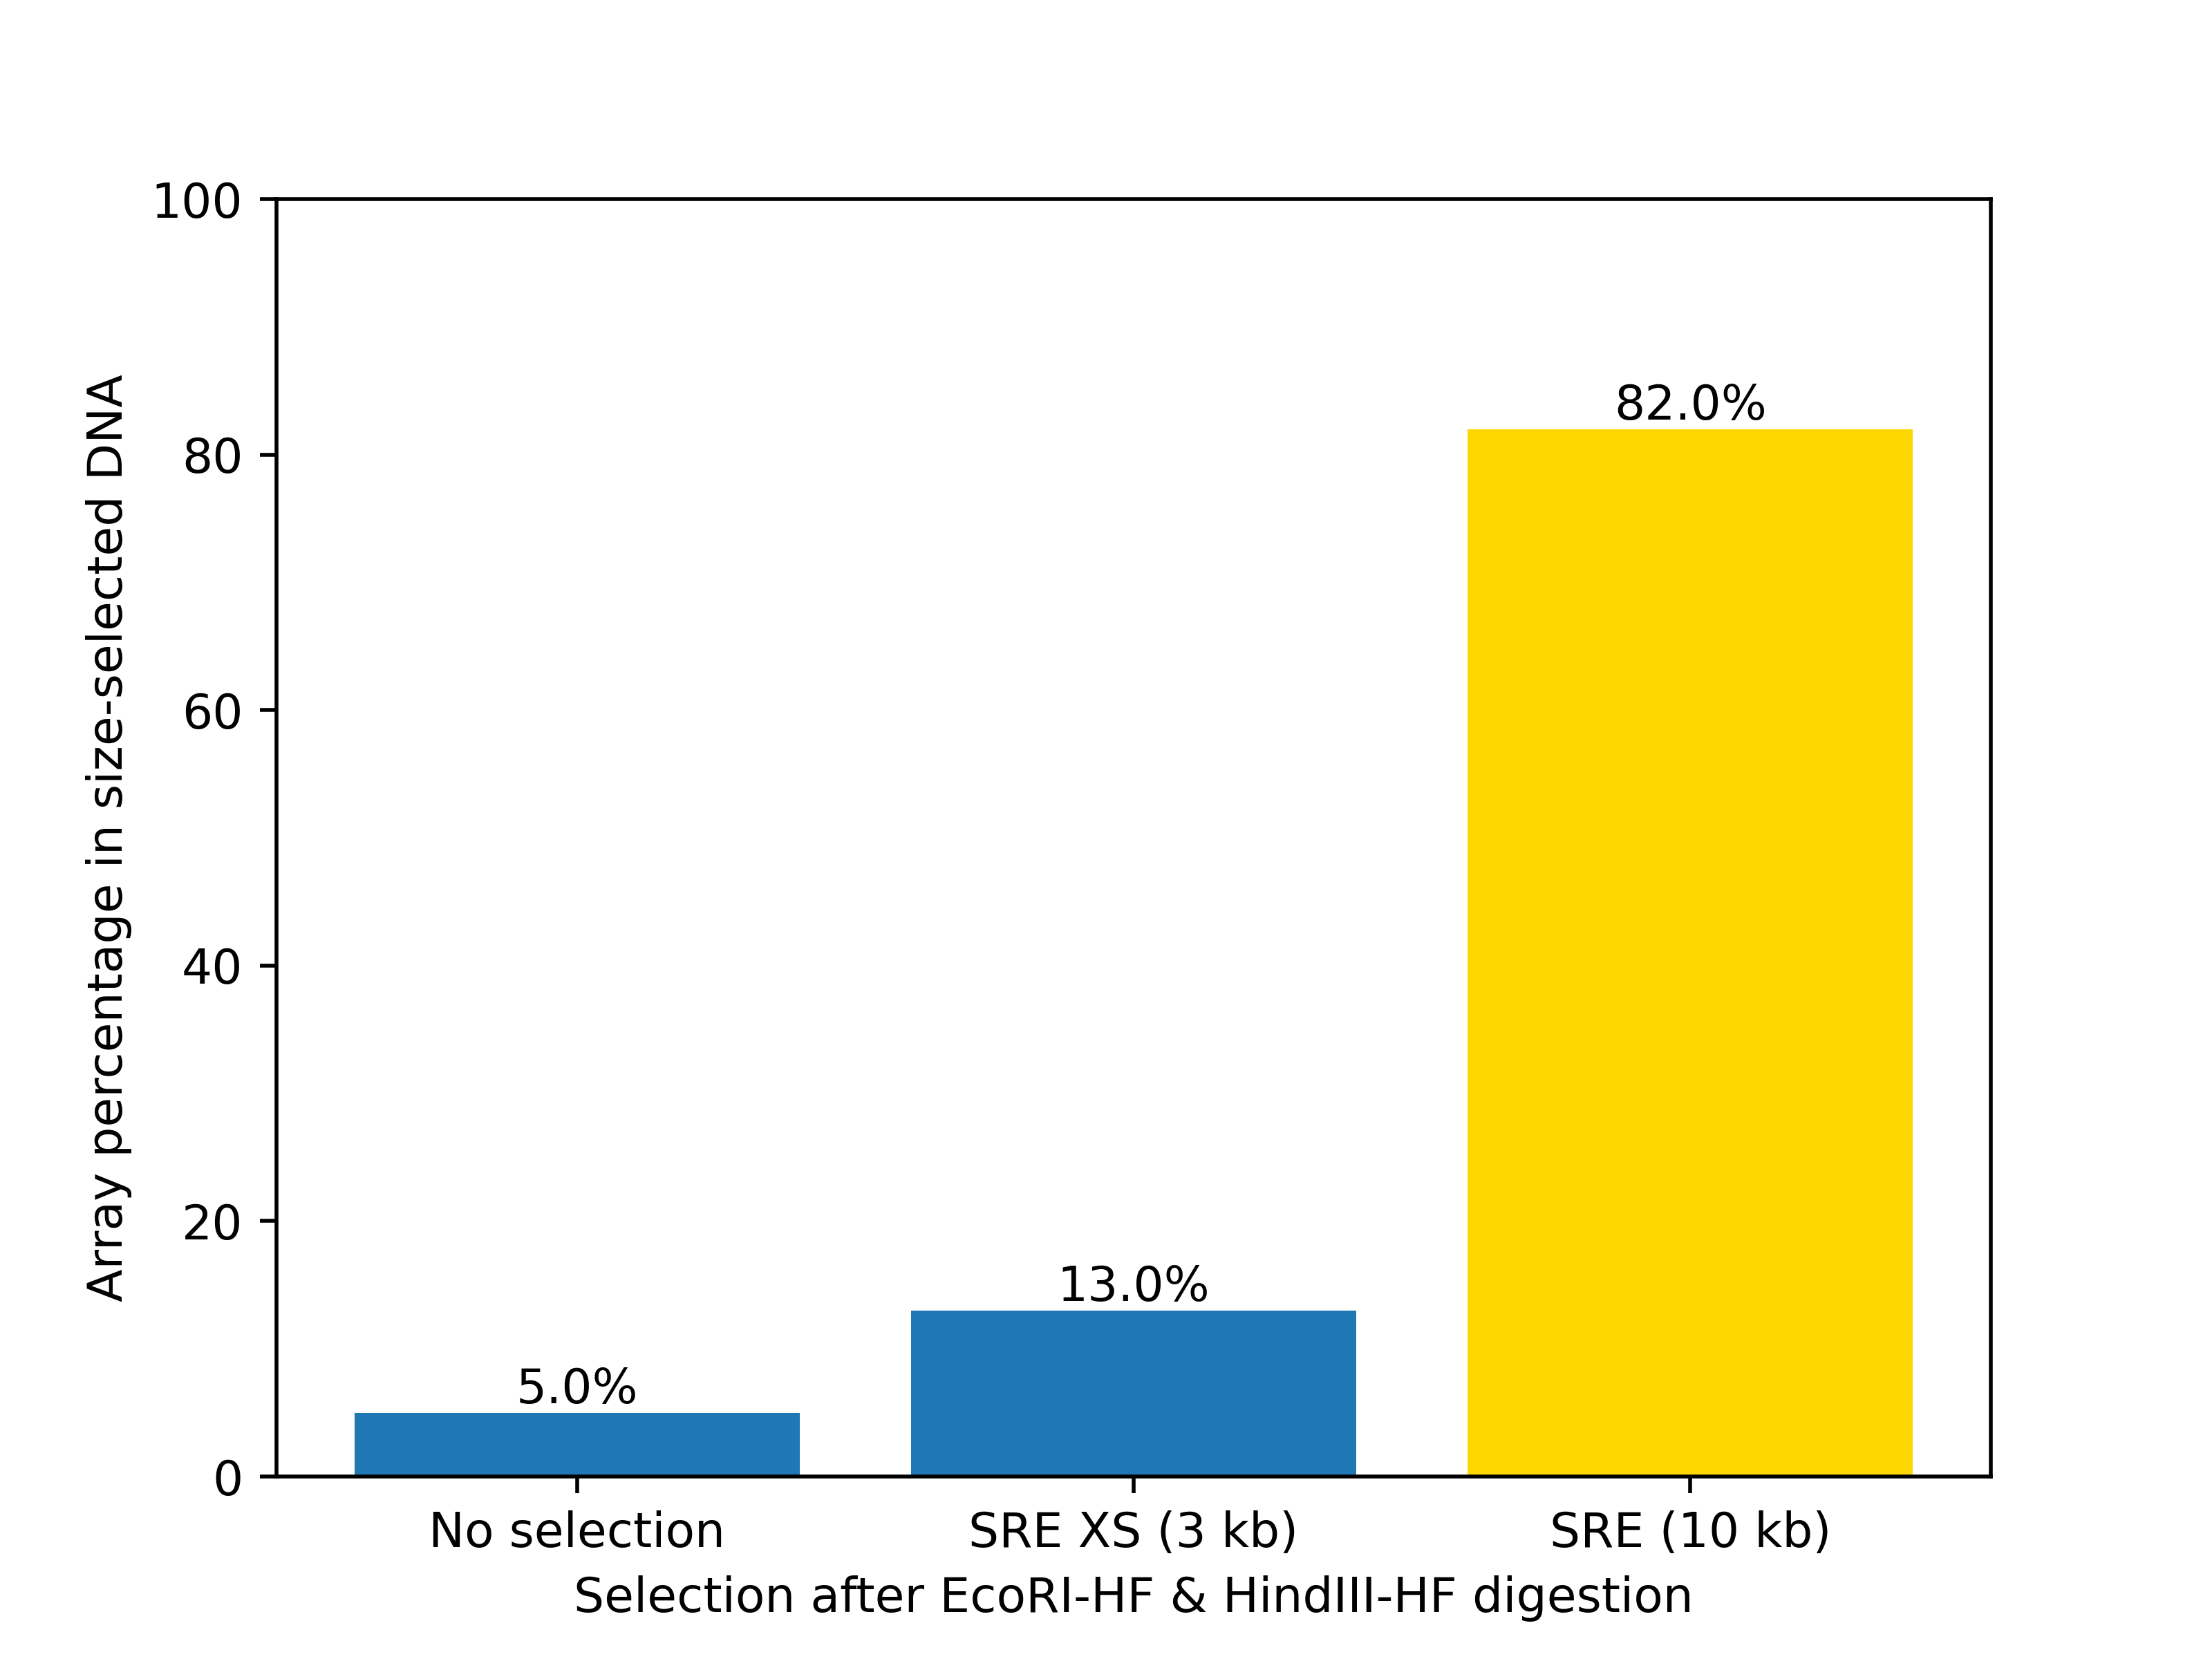 Array percentage in size-selected DNA
100
80
60
40
20
0
5.0%
13.0%
82.0%
No selection
SRE XS (3 kb)
SRE (10 kb)
Selection after EcoRI-HF & HindIII-HF digestion